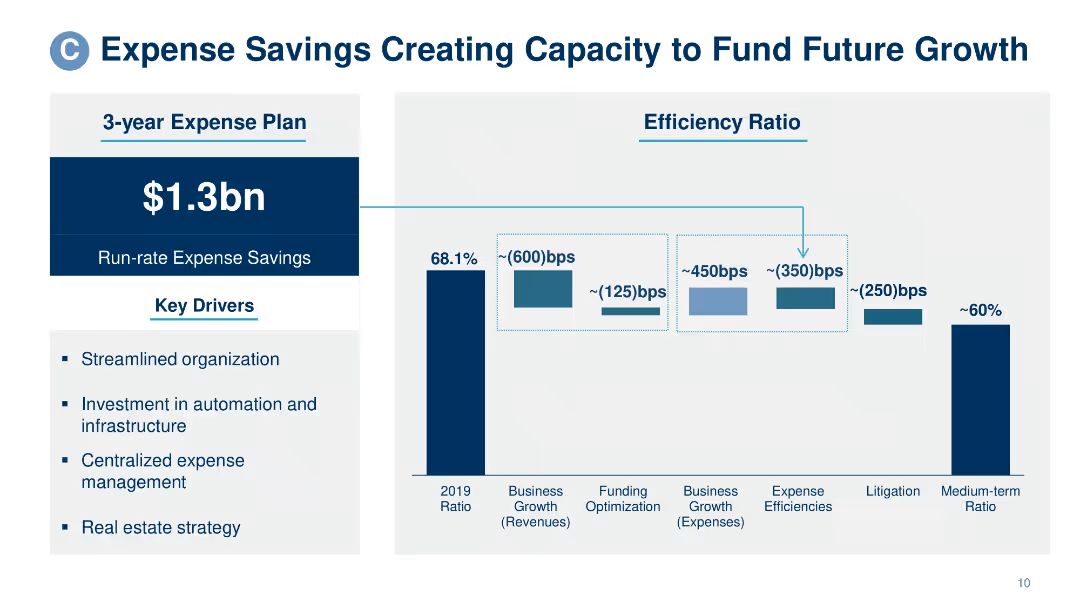 C Expense Savings Creating Capacity to Fund Future Growth
3-year Expense Plan
$1.3bn
Run-rate Expense Savings
Key Drivers
▪ Streamlined organization
▪ Investment in automation and
infrastructure
▪ Centralized expense
management
▪ Real estate strategy
Efficiency Ratio
68.1%
~(600)bps
~(125)bps
~450bps
~(350)bps
~(250)bps
~60%
2019
Ratio
Business
Growth
(Revenues)
Funding
Optimization
Business
Growth
(Expenses)
Expense
Efficiencies
Litigation
Medium-term
Ratio
10